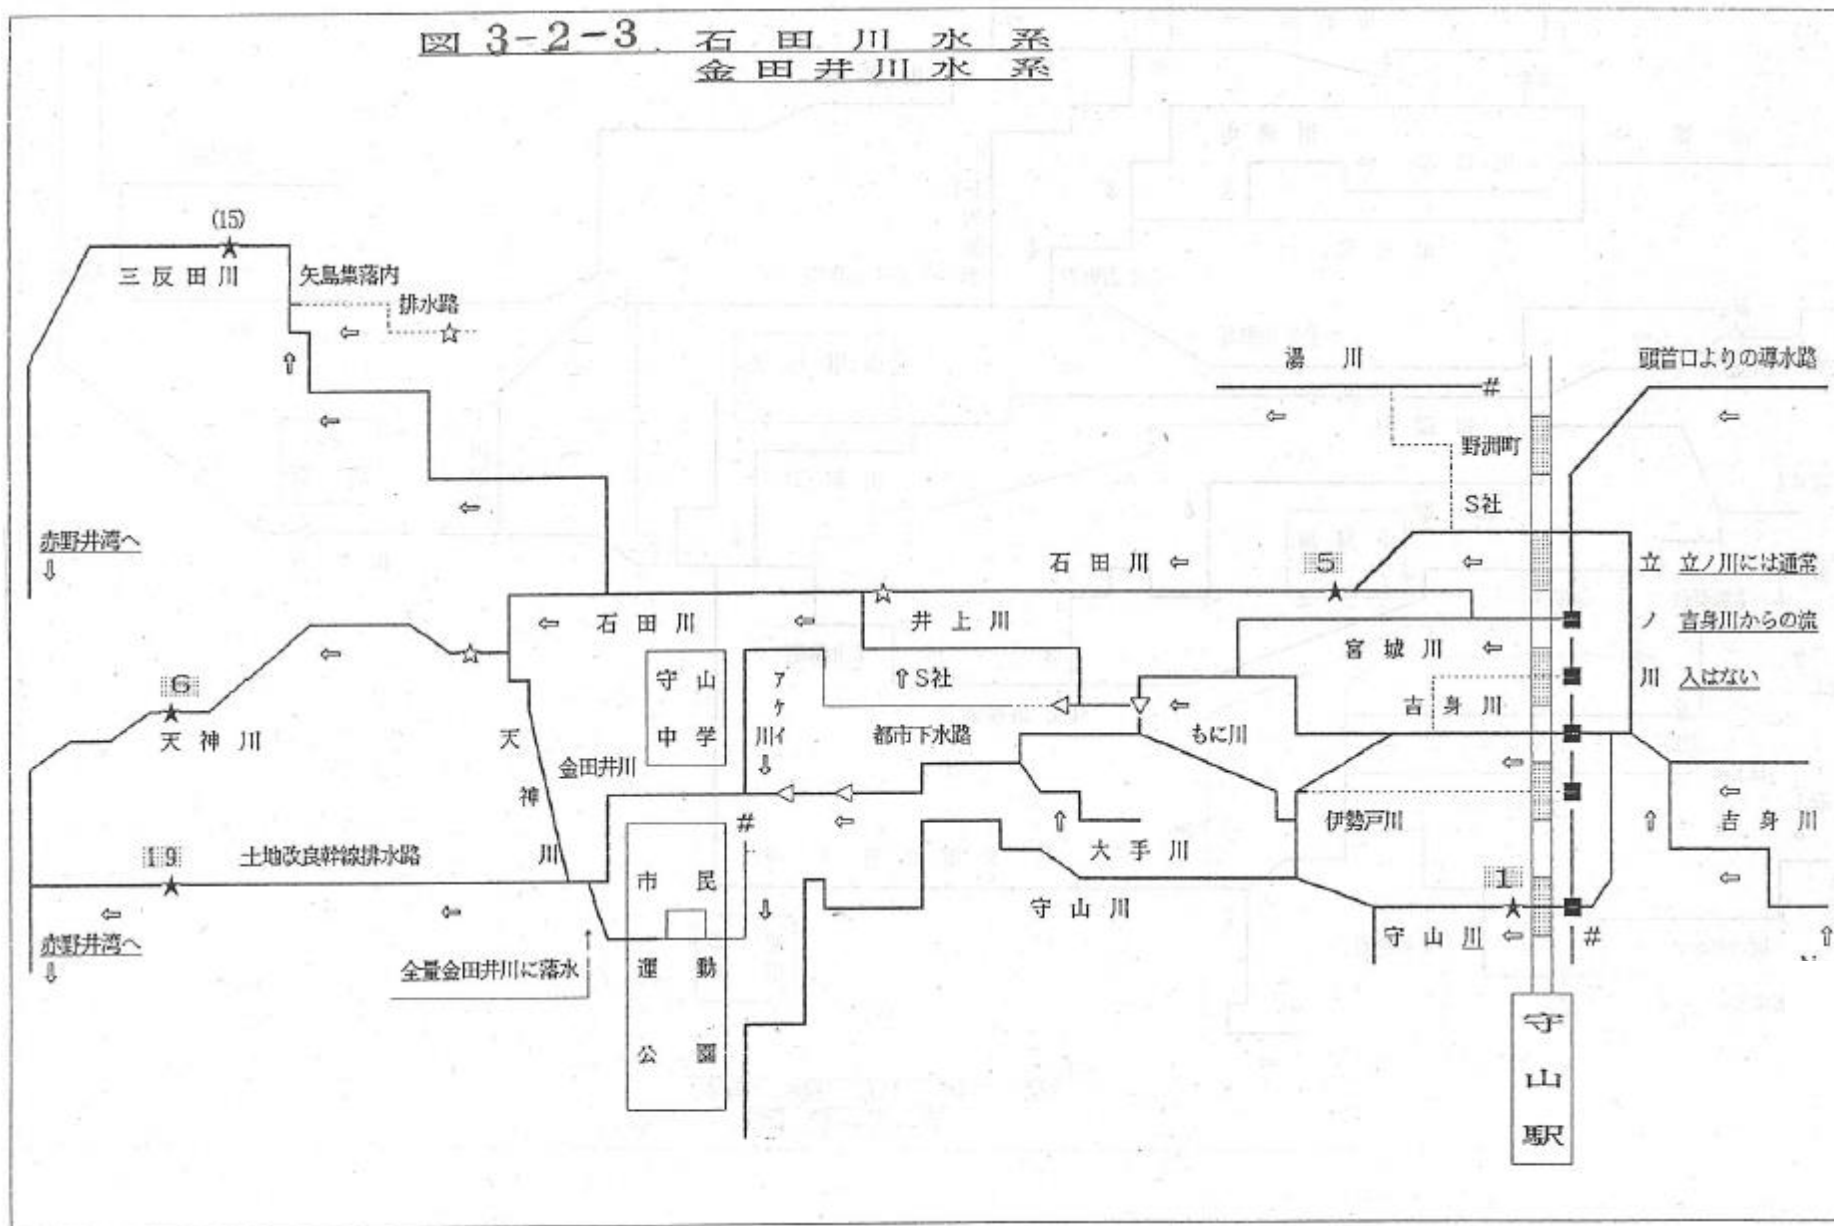 図 3-2-3. 石田川水系
金田井川水系
(15)
三反田川
矢島集落内
排水路
湯川
頭首口よりの導水路
野洲町
S社
赤野井湾へ
石田川
5
立ノ川
立ノ川には通常
吉身川からの流
入はない
石田川
井上川
宮城川
守山
中学
アケイ川
S社
吉身川
6
天神川
天神川
金田井川
都市下水路
もに川
19
土地改良幹線排水路
市民
運動
公園
大手川
伊勢戸川
吉身川
1
守山川
守山川
赤野井湾へ
全量金田井川に落水
守山駅